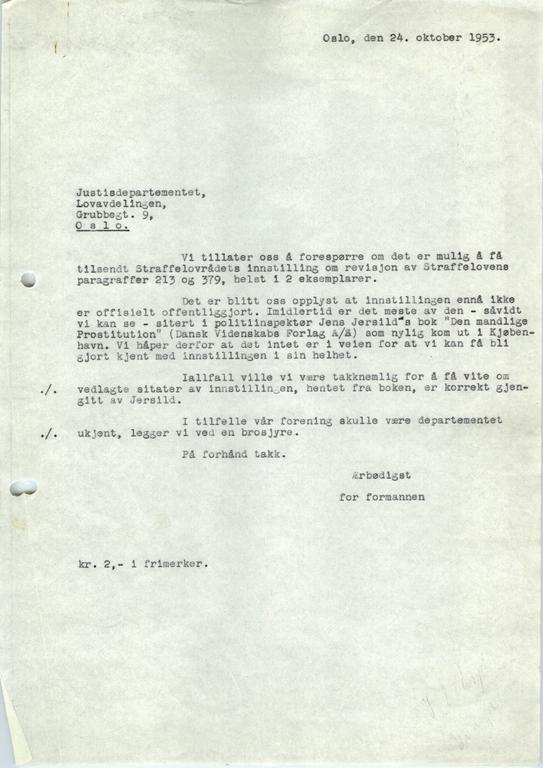 Oslo, den 24. oktober 1953.
Justisdepartementet,
Lovavdelingen,
Grubbegt. 9,
O s l o.
Vi tillater oss å forespørre om det er mulig å få
tilsendt Straffelovrådets innstilling om revisjon av Straffelovens
paragraffer 213 og 379, helst i 2 eksemplarer.
Det er blitt oss opplyst at innstillingen ennå ikke
er offisielt offentliggjort. Imidlertid er det meste av den - såvidt
vi kan se - sitert i politiinspektør Jens Jersild's bok "Den mandlige
Prostitution" (Dansk Videnskabs Forlag A/S) som nylig kom ut i Kjøben-
havn. Vi håper derfor at det intet er i veien for at vi kan få bli
gjort kjent med innstillingen i sin helhet.
Iallfall ville vi være takknemlig for å få vite om
./. vedlagte sitater av innstillingen, hentet fra boken, er korrekt gjen-
gitt av Jersild.
I tilfelle vår forening skulle være departementet
./. ukjent, legger vi ved en brosjyre.
På forhånd takk.
Ærbødigst
for formannen
kr. 2,- i frimerker.